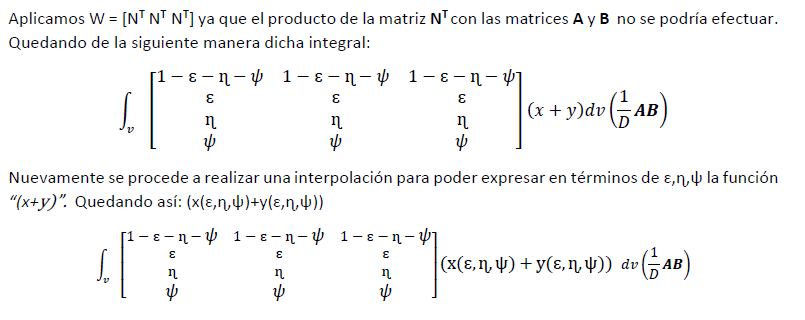 Aplicamos W = [Nᵀ Nᵀ Nᵀ] ya que el producto de la matriz Nᵀ con las matrices A y B no se podría efectuar.
Quedando de la siguiente manera dicha integral:
∫ᵥ [1 − ε − η − ψ 1 − ε − η − ψ 1 − ε − η − ψ
ε ε ε
η η η
ψ ψ ψ] (x + y)dv (1/D AB)
Nuevamente se procede a realizar una interpolación para poder expresar en términos de ε,η,ψ la función
“(x+y)”. Quedando así: (x(ε,η,ψ)+y(ε,η,ψ))
∫ᵥ [1 − ε − η − ψ 1 − ε − η − ψ 1 − ε − η − ψ
ε ε ε
η η η
ψ ψ ψ] (x(ε,η,ψ) + y(ε,η,ψ)) dv (1/D AB)